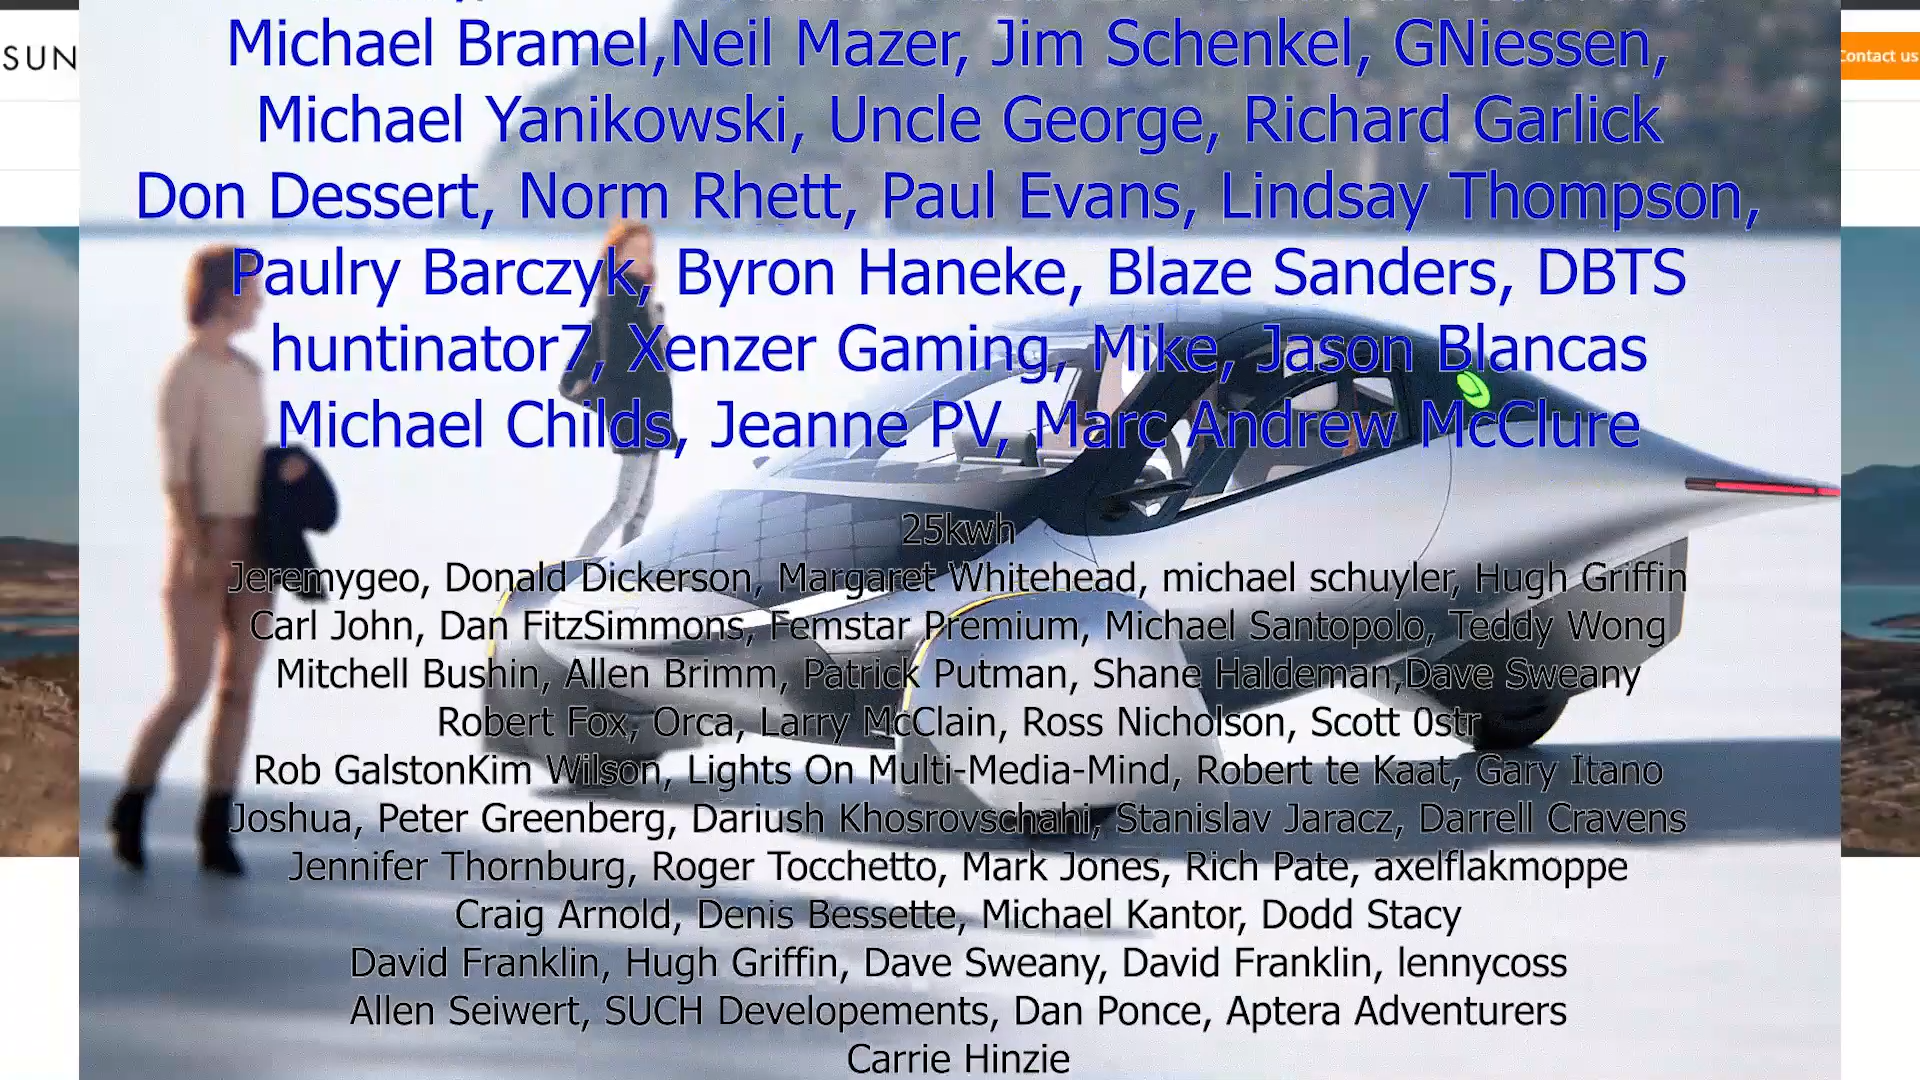 SUN
Contact us
Michael Bramel,Neil Mazer, Jim Schenkel, GNiessen,
Michael Yanikowski, Uncle George, Richard Garlick
Don Dessert, Norm Rhett, Paul Evans, Lindsay Thompson,
Paulry Barczyk, Byron Haneke, Blaze Sanders, DBTS
huntinator7, Xenzer Gaming, Mike, Jason Blancas
Michael Childs, Jeanne PV, Marc Andrew McClure
25kwh
Jeremygeo, Donald Dickerson, Margaret Whitehead, michael schuyler, Hugh Griffin
Carl John, Dan FitzSimmons, Femstar Premium, Michael Santopolo, Teddy Wong
Mitchell Bushin, Allen Brimm, Patrick Putman, Shane Haldeman,Dave Sweany
Robert Fox, Orca, Larry McClain, Ross Nicholson, Scott 0str
Rob GalstonKim Wilson, Lights On Multi-Media-Mind, Robert te Kaat, Gary Itano
Joshua, Peter Greenberg, Dariush Khosrovschahi, Stanislav Jaracz, Darrell Cravens
Jennifer Thornburg, Roger Tocchetto, Mark Jones, Rich Pate, axelflakmoppe
Craig Arnold, Denis Bessette, Michael Kantor, Dodd Stacy
David Franklin, Hugh Griffin, Dave Sweany, David Franklin, lennycoss
Allen Seiwert, SUCH Developements, Dan Ponce, Aptera Adventurers
Carrie Hinzie